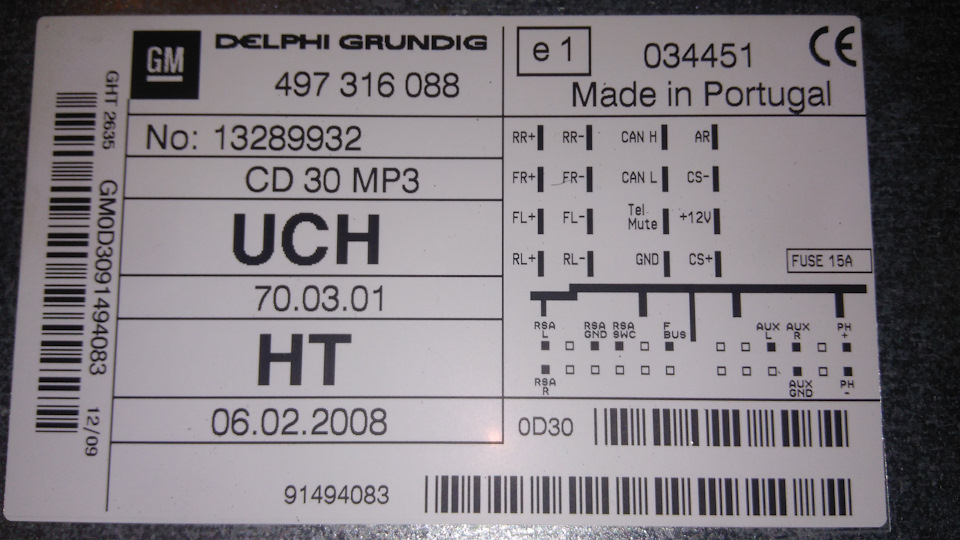 GM
DELPHI GRUNDIG
497 316 088
No: 13289932
CD 30 MP3
UCH
70.03.01
HT
06.02.2008
91494083
GHT 2635
GM0D3091494083
12/09
e 1
034451
CE
Made in Portugal
RR+ RR- CAN H AR
FR+ FR- CAN L CS-
FL+ FL- Tel Mute +12V
RL+ RL- GND CS+
FUSE 15A
RSA L RSA GND RSA SWC F BUS AUX L AUX R PH +
RSA R AUX GND PH -
0D30